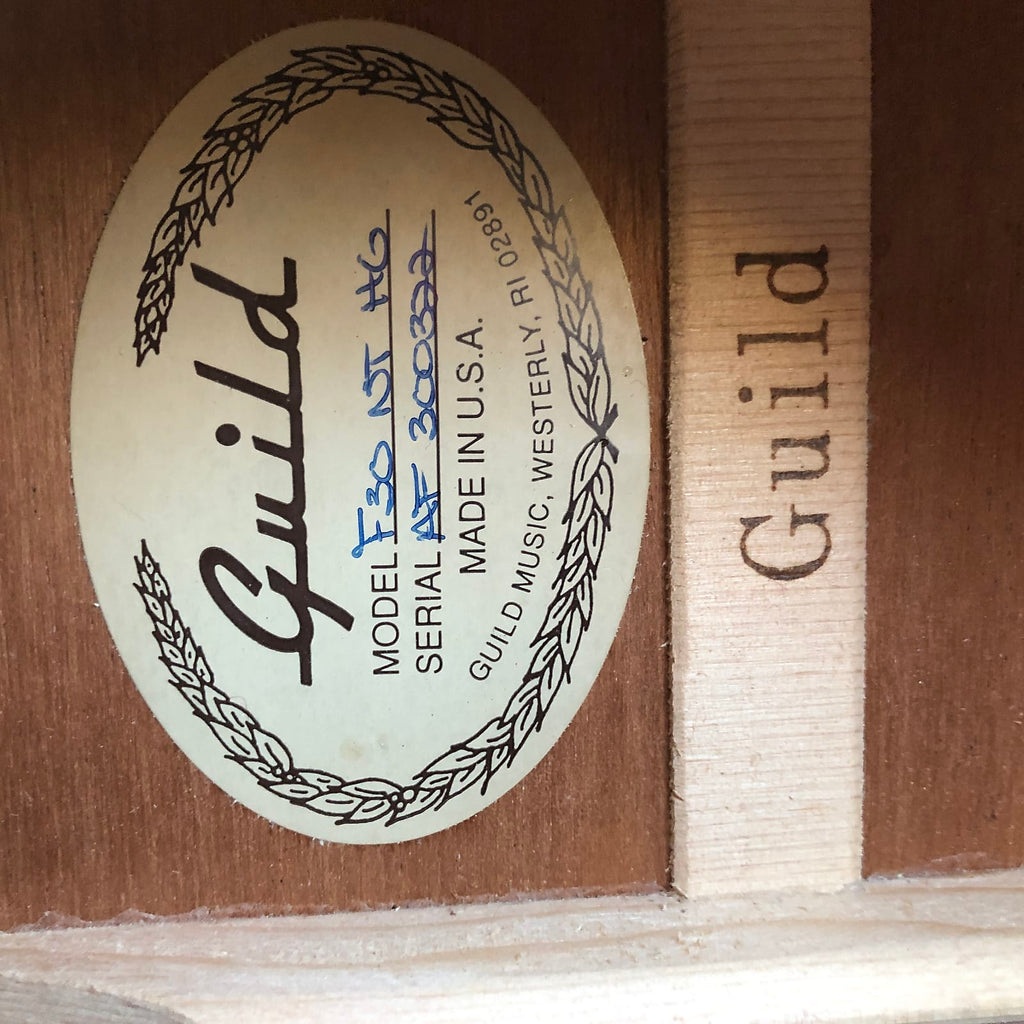 Guild
MODEL F30 NT HG
SERIAL AF 300322
MADE IN U.S.A.
GUILD MUSIC, WESTERLY, RI 02891
Guild